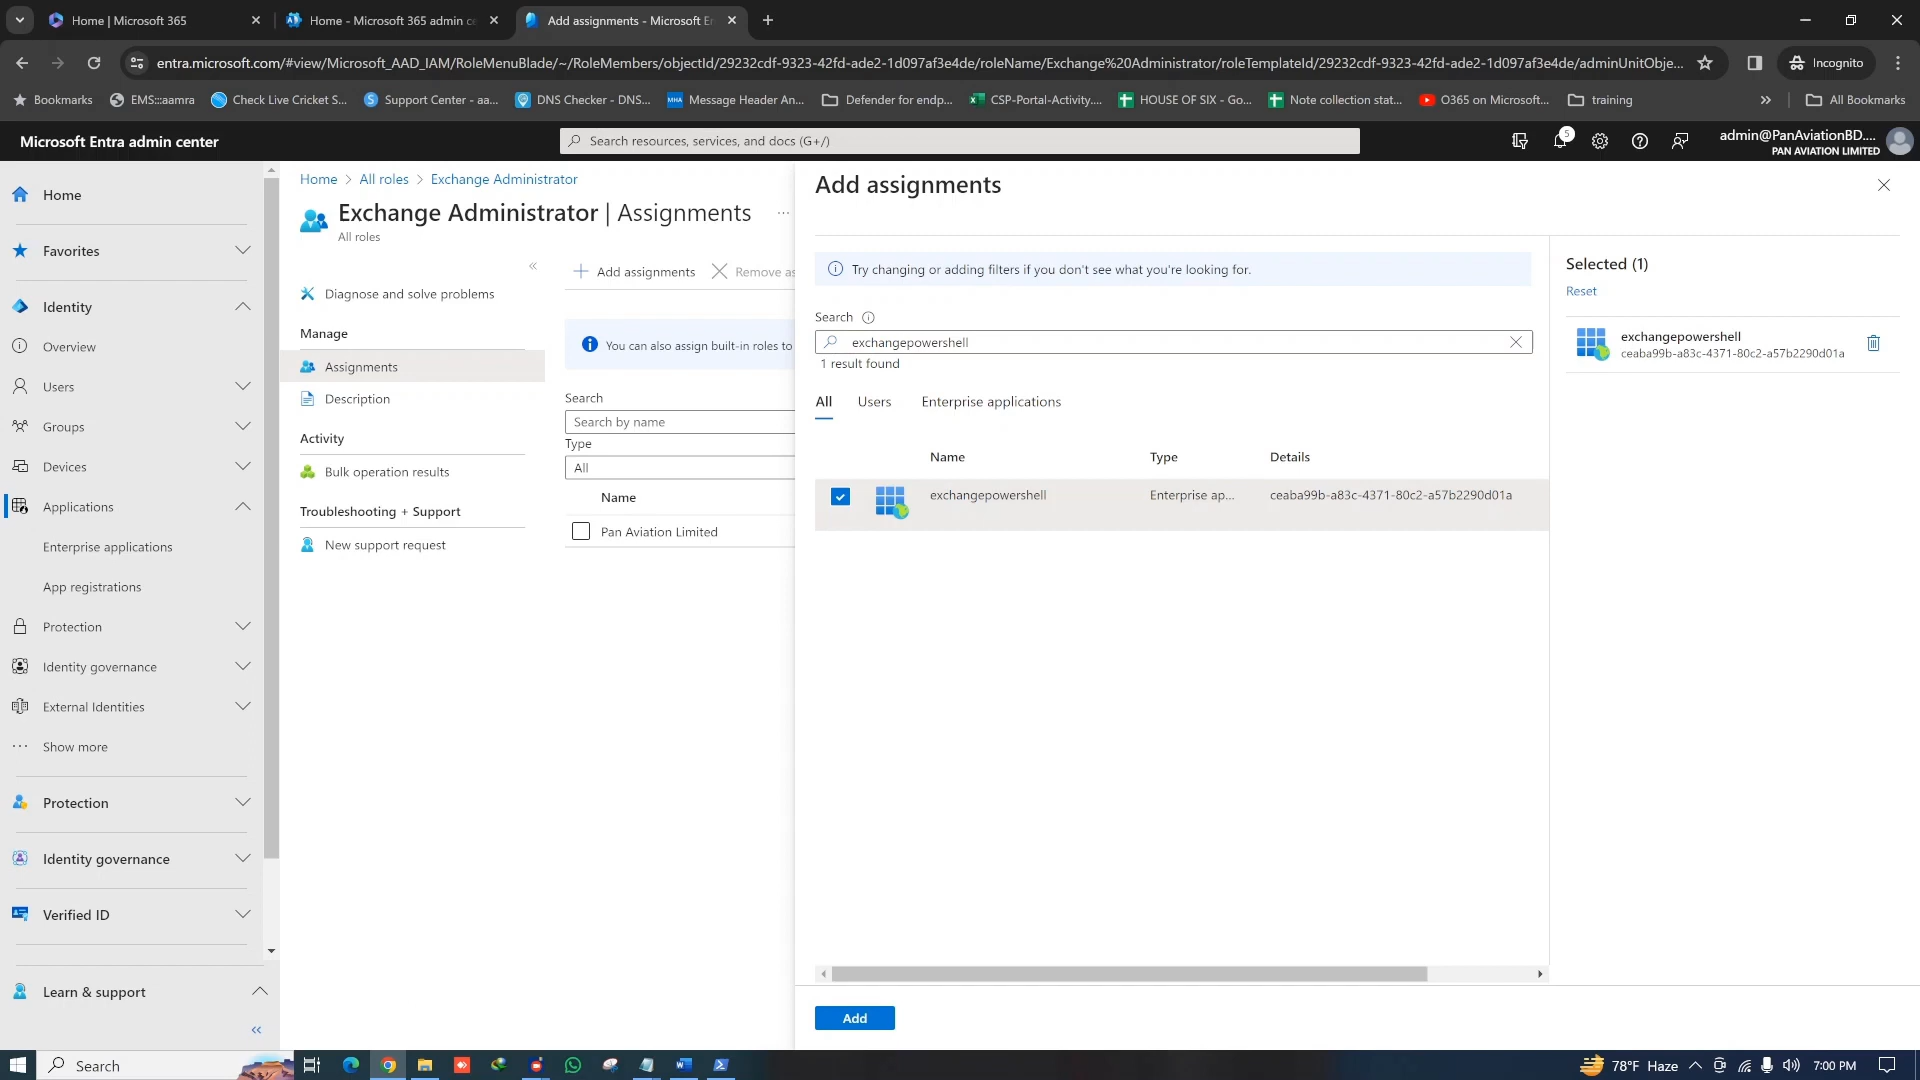 Home | Microsoft 365
Home - Microsoft 365 admin ce
Add assignments - Microsoft En
entra.microsoft.com/#view/Microsoft_AAD_IAM/RoleMenuBlade/~/RoleMembers/objectId/29232cdf-9323-42fd-ade2-1d097af3e4de/roleName/Exchange%20Administrator/roleTemplateId/29232cdf-9323-42fd-ade2-1d097af3e4de/adminUnitObje...
Incognito
Bookmarks
EMS:::aamra
Check Live Cricket S...
Support Center - aa...
DNS Checker - DNS...
MHA
Message Header An...
Defender for endp...
CSP-Portal-Activity....
HOUSE OF SIX - Go...
Note collection stat...
O365 on Microsoft...
training
All Bookmarks
Microsoft Entra admin center
Search resources, services, and docs (G+/)
5
admin@PanAviationBD....
PAN AVIATION LIMITED
Home
Favorites
Identity
Overview
Users
Groups
Devices
Applications
Enterprise applications
App registrations
Protection
Identity governance
External Identities
Show more
Protection
Identity governance
Verified ID
Learn & support
Home > All roles > Exchange Administrator
Exchange Administrator | Assignments ...
All roles
Diagnose and solve problems
Manage
Assignments
Description
Activity
Bulk operation results
Troubleshooting + Support
New support request
Add assignments
Remove as
You can also assign built-in roles to
Search
Search by name
Type
All
Name
Pan Aviation Limited
Add assignments
Try changing or adding filters if you don't see what you're looking for.
Search
exchangepowershell
1 result found
All
Users
Enterprise applications
Name Type Details
exchangepowershell Enterprise ap... ceaba99b-a83c-4371-80c2-a57b2290d01a
Add
Selected (1)
Reset
exchangepowershell
ceaba99b-a83c-4371-80c2-a57b2290d01a
Search
78°F Haze
7:00 PM